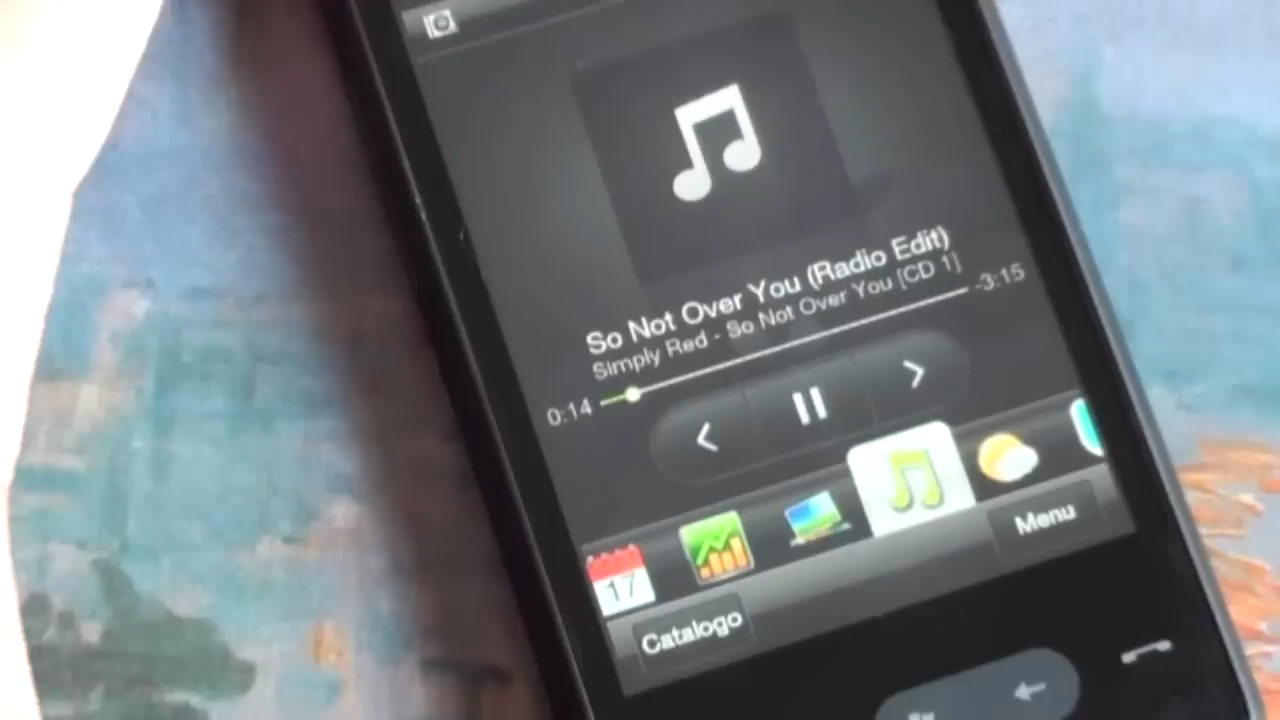 So Not Over You (Radio Edit)
Simply Red - So Not Over You [CD 1]
0:14
-3:15
17
Menu
Catalogo